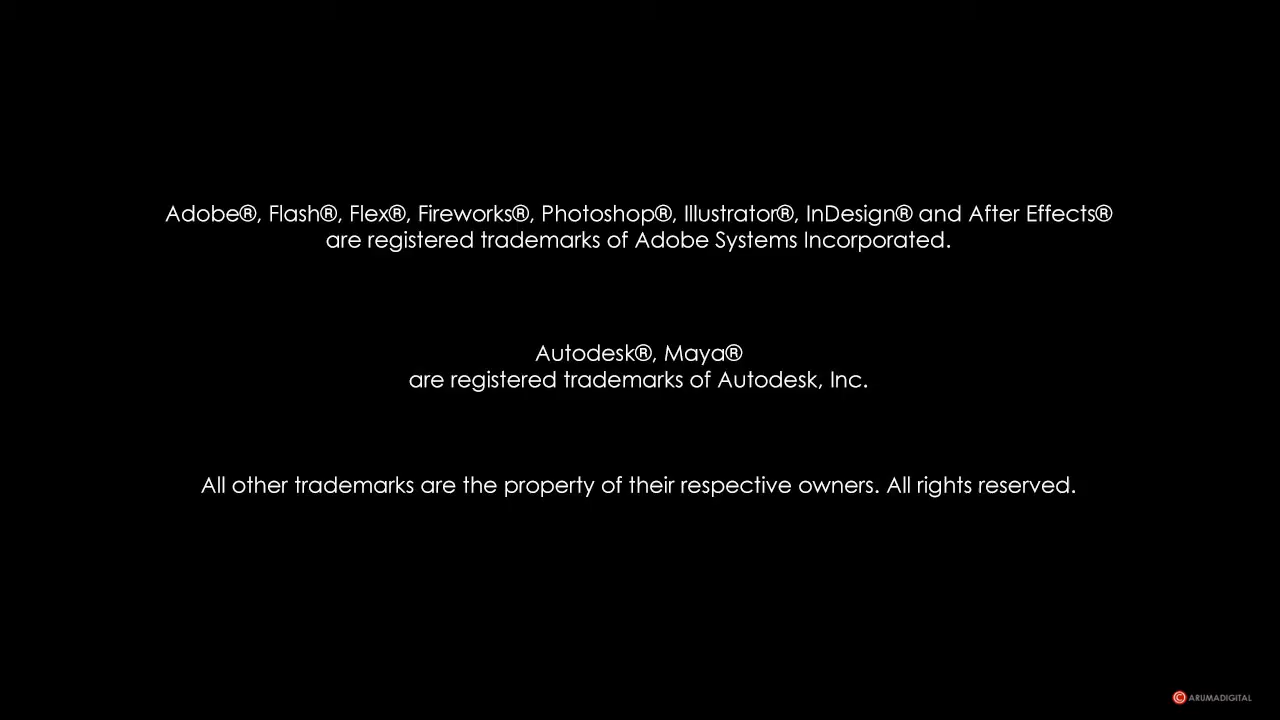 Adobe®, Flash®, Flex®, Fireworks®, Photoshop®, Illustrator®, InDesign® and After Effects®
are registered trademarks of Adobe Systems Incorporated.
Autodesk®, Maya®
are registered trademarks of Autodesk, Inc.
All other trademarks are the property of their respective owners. All rights reserved.
© ARUMADIGITAL